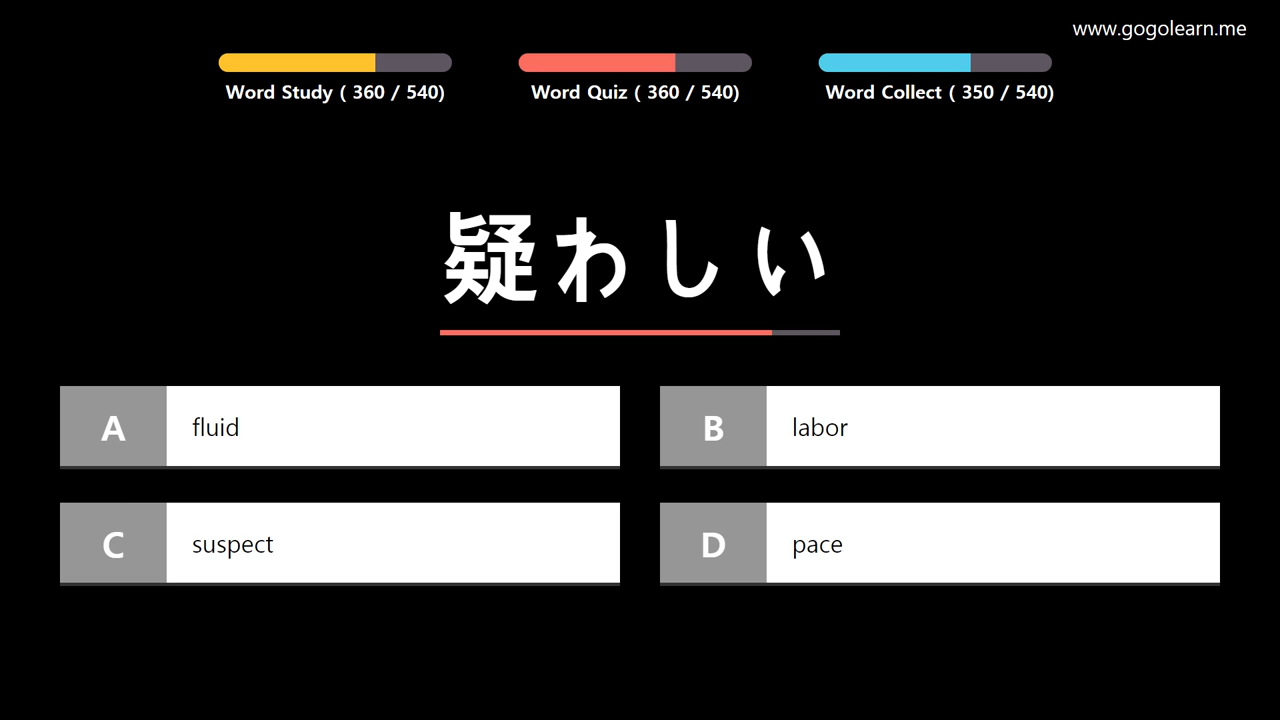 www.gogolearn.me
Word Study ( 360 / 540)
Word Quiz ( 360 / 540)
Word Collect ( 350 / 540)
疑わしい
A fluid
B labor
C suspect
D pace